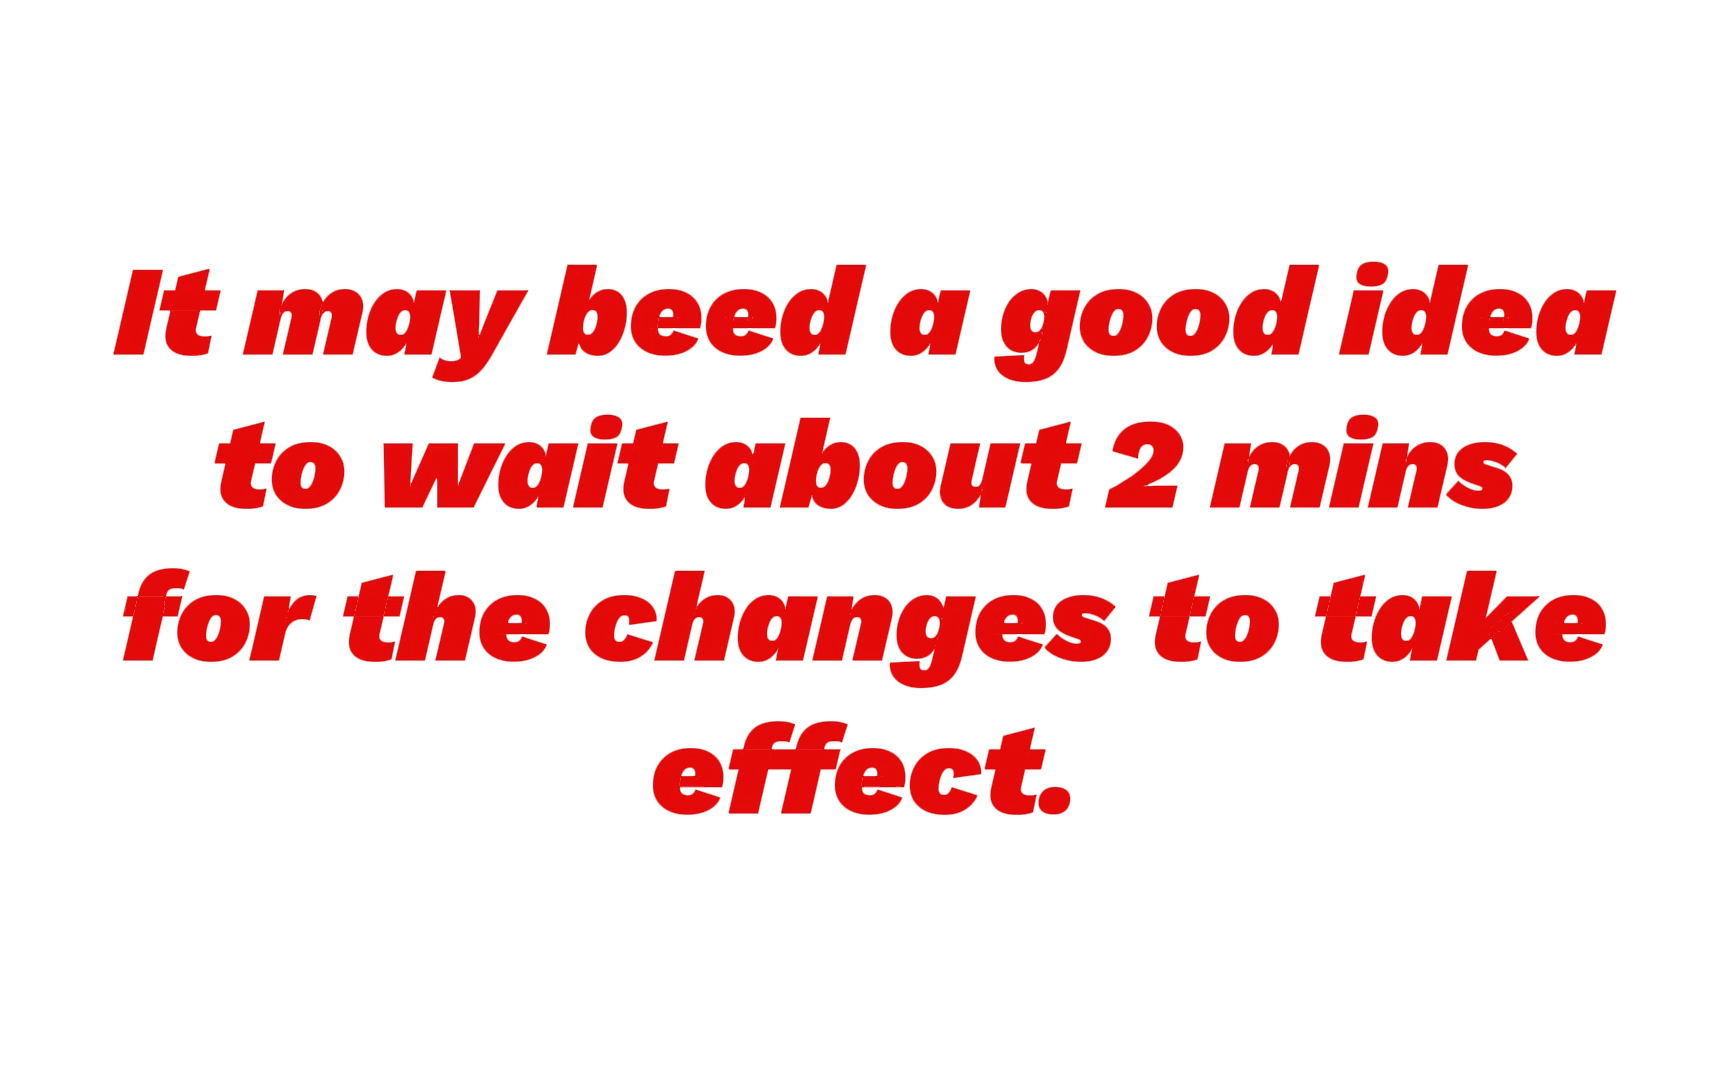 It may beed a good idea
to wait about 2 mins
for the changes to take
effect.